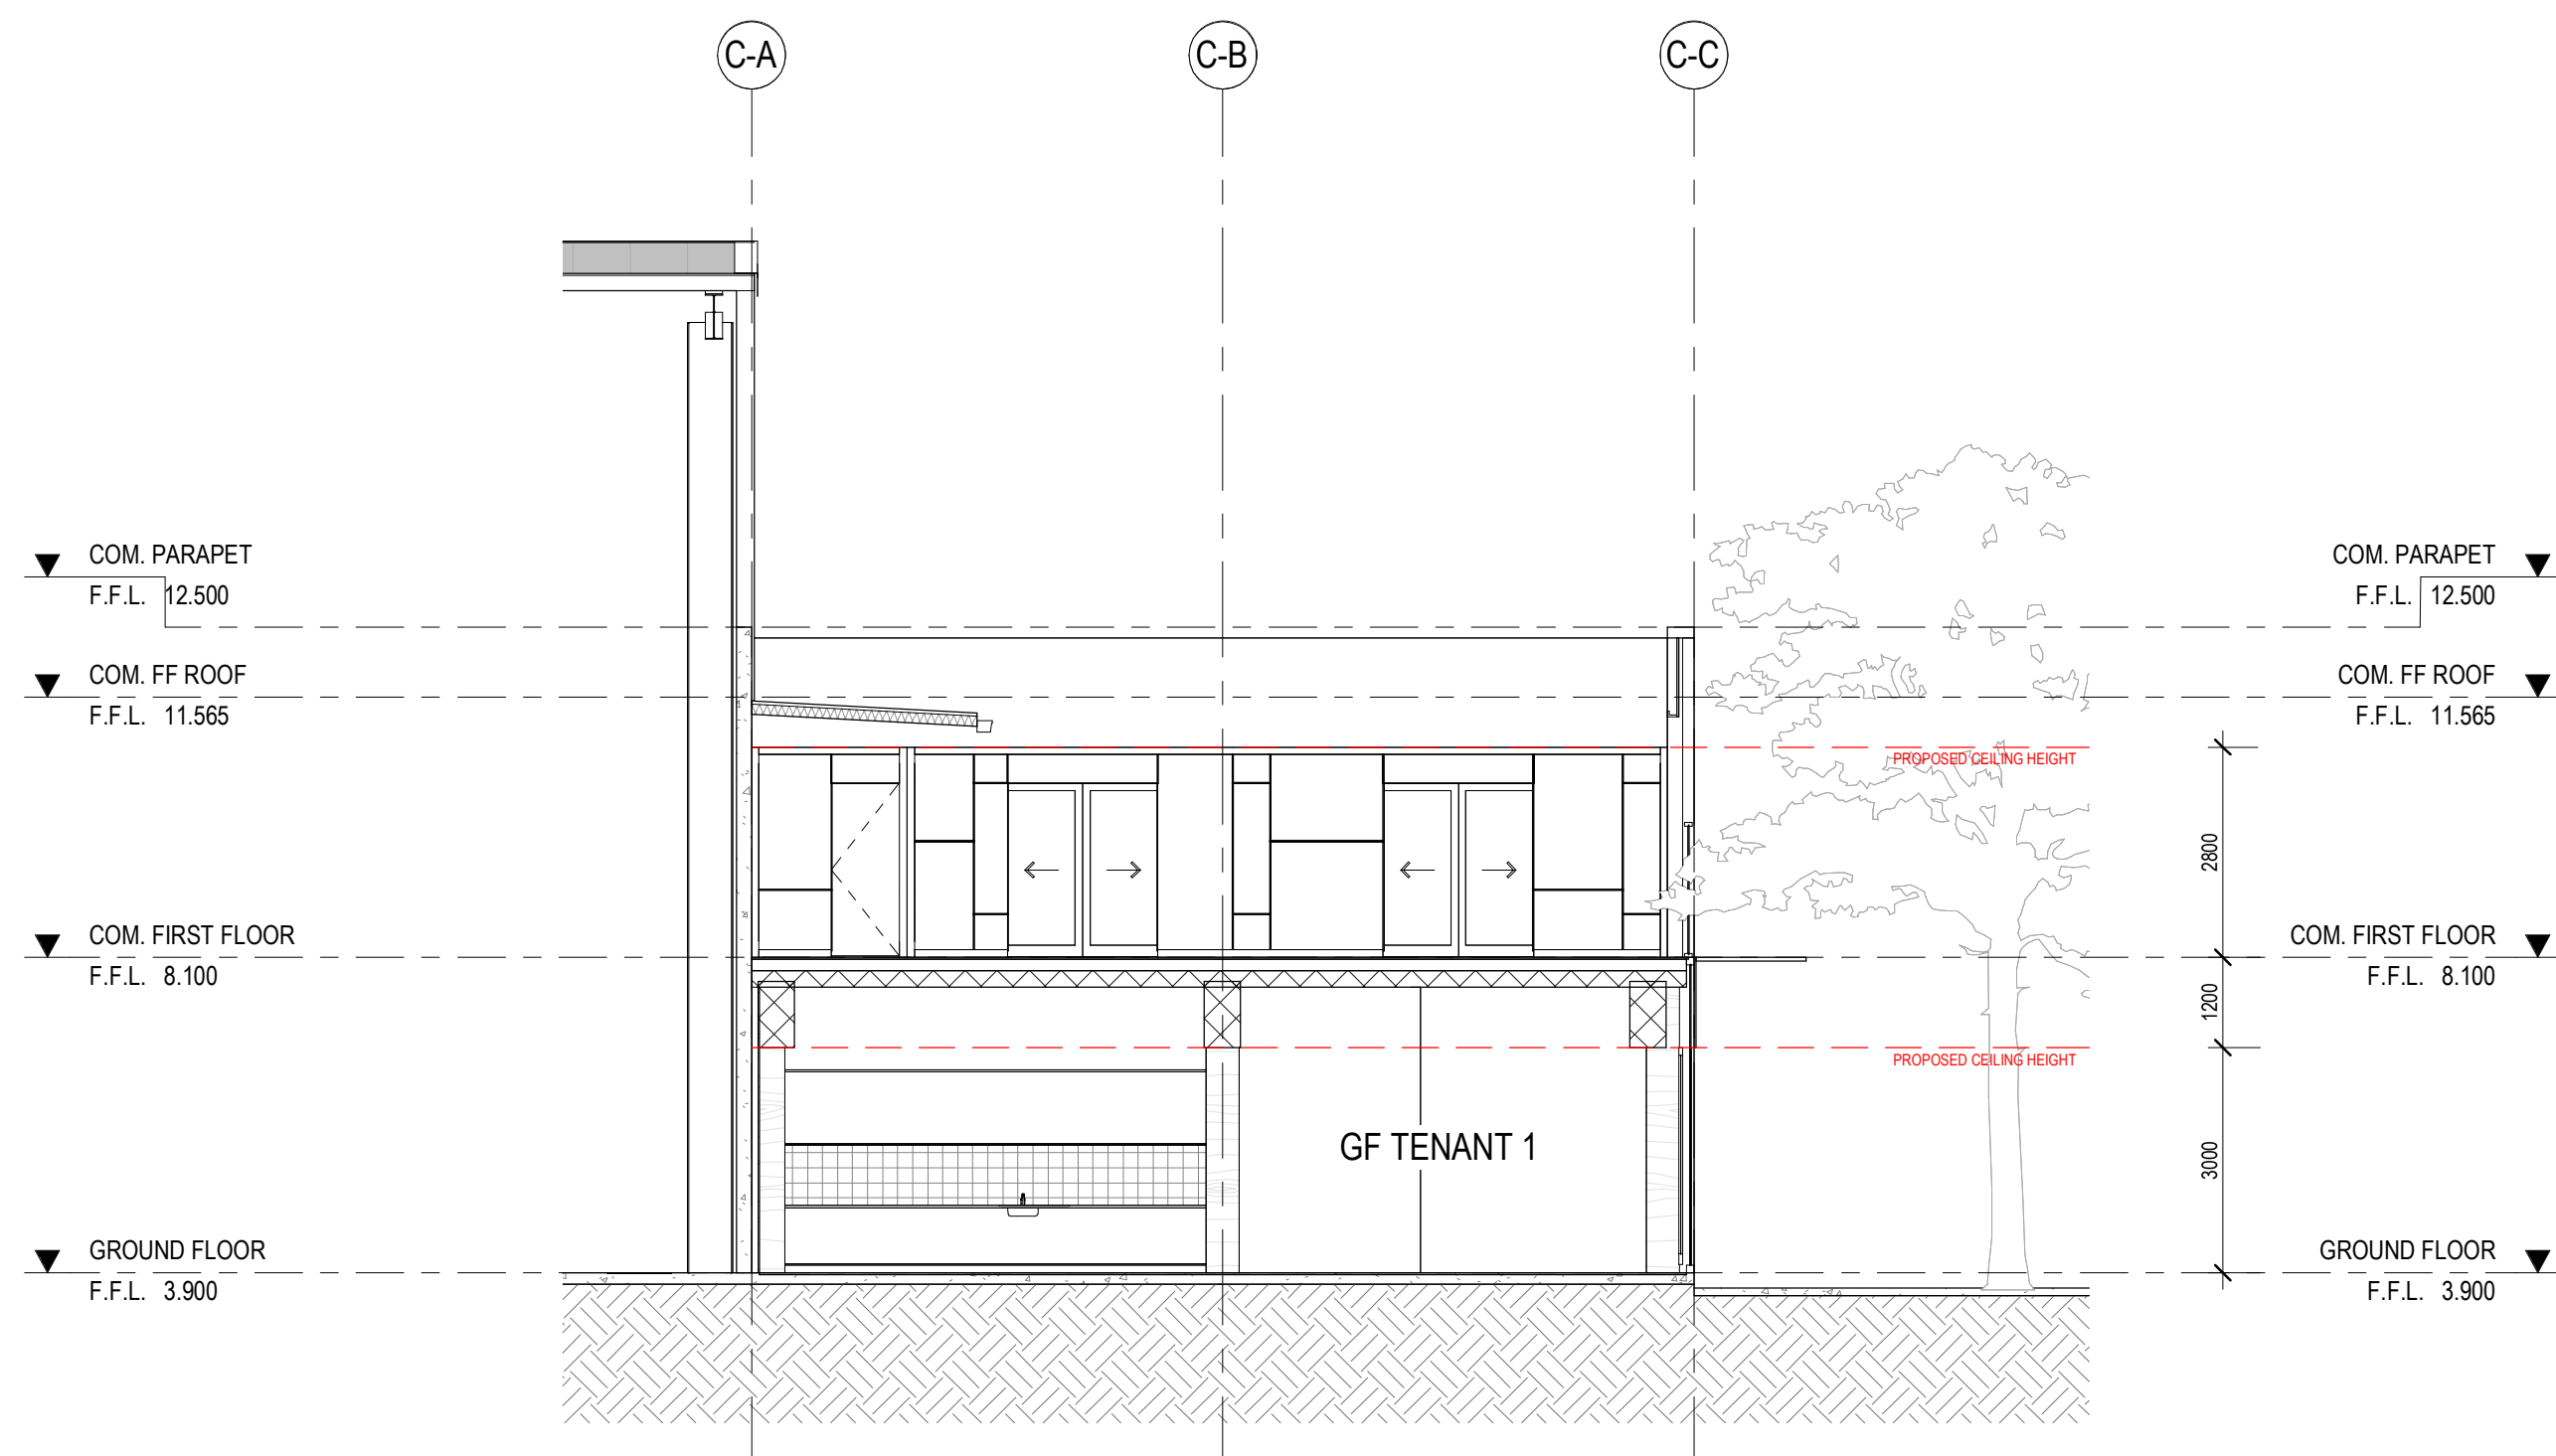 C-A
C-B
C-C
COM. PARAPET
F.F.L. 12.500
COM. PARAPET
F.F.L. 12.500
COM. FF ROOF
F.F.L. 11.565
COM. FF ROOF
F.F.L. 11.565
PROPOSED CEILING HEIGHT
2800
COM. FIRST FLOOR
F.F.L. 8.100
COM. FIRST FLOOR
F.F.L. 8.100
1200
PROPOSED CEILING HEIGHT
GF TENANT 1
3000
GROUND FLOOR
F.F.L. 3.900
GROUND FLOOR
F.F.L. 3.900